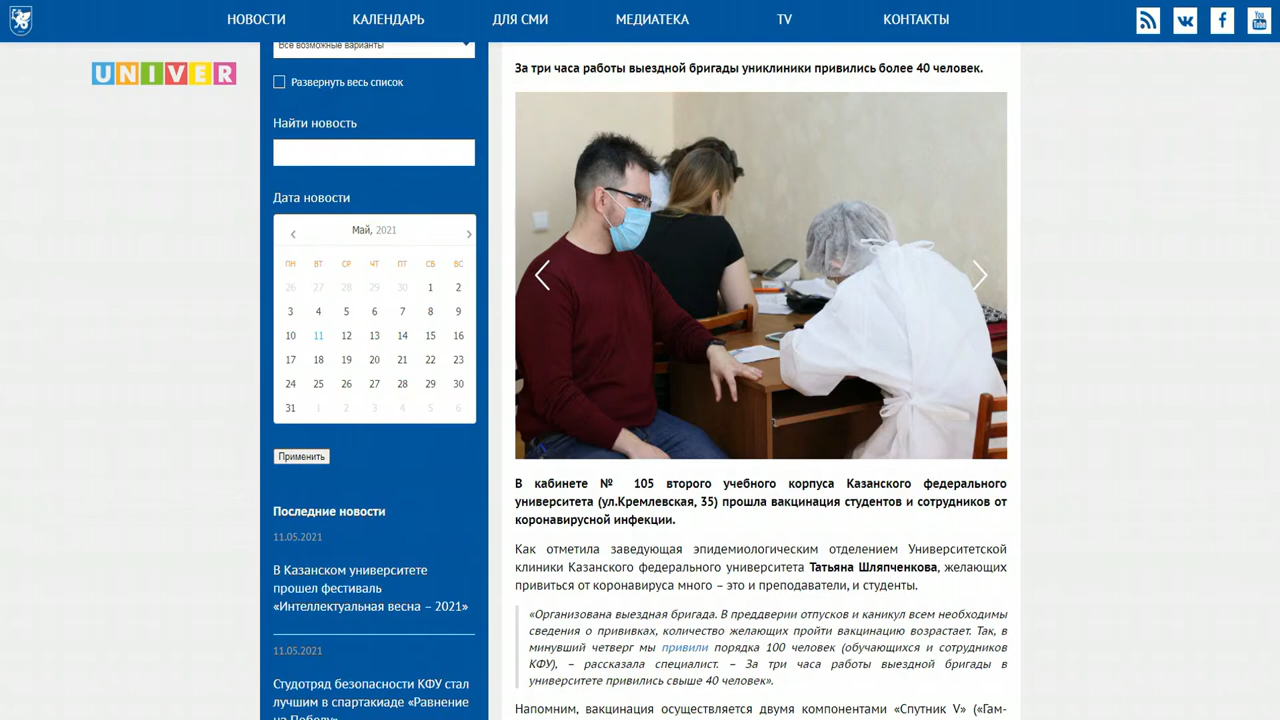 НОВОСТИ КАЛЕНДАРЬ ДЛЯ СМИ МЕДИАТЕКА TV КОНТАКТЫ
You
Tube
UNIVER
Все возможные варианты
Развернуть весь список
Найти новость
Дата новости
Май, 2021
ПН ВТ СР ЧТ ПТ СБ ВС
26 27 28 29 30 1 2
3 4 5 6 7 8 9
10 11 12 13 14 15 16
17 18 19 20 21 22 23
24 25 26 27 28 29 30
31 1 2 3 4 5 6
Применить
Последние новости
11.05.2021
В Казанском университете
прошел фестиваль
«Интеллектуальная весна – 2021»
11.05.2021
Студотряд безопасности КФУ стал
лучшим в спартакиаде «Равнение
на Победу»
За три часа работы выездной бригады униклиники привились более 40 человек.
В кабинете № 105 второго учебного корпуса Казанского федерального
университета (ул.Кремлевская, 35) прошла вакцинация студентов и сотрудников от
коронавирусной инфекции.
Как отметила заведующая эпидемиологическим отделением Университетской
клиники Казанского федерального университета Татьяна Шляпченкова, желающих
привиться от коронавируса много – это и преподаватели, и студенты.
«Организована выездная бригада. В преддверии отпусков и каникул всем необходимы
сведения о прививках, количество желающих пройти вакцинацию возрастает. Так, в
минувший четверг мы привили порядка 100 человек (обучающихся и сотрудников
КФУ), – рассказала специалист. – За три часа работы выездной бригады в
университете привились свыше 40 человек».
Напомним, вакцинация осуществляется двумя компонентами «Спутник V» («Гам-